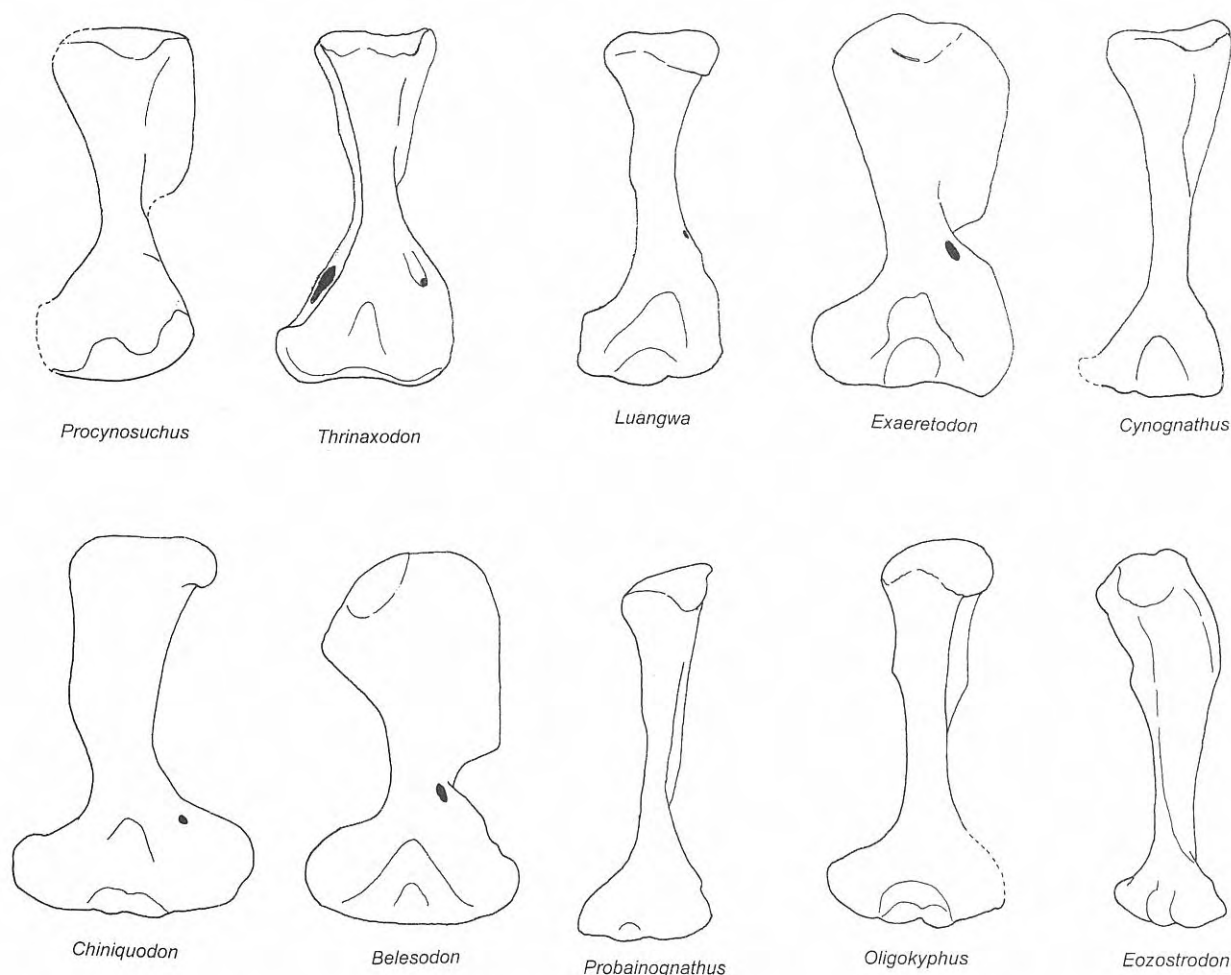 Procynosuchus
Thrinaxodon
Luangwa
Exaeretodon
Cynognathus
Chiniquodon
Belesodon
Probainognathus
Oligokyphus
Eozostrodon